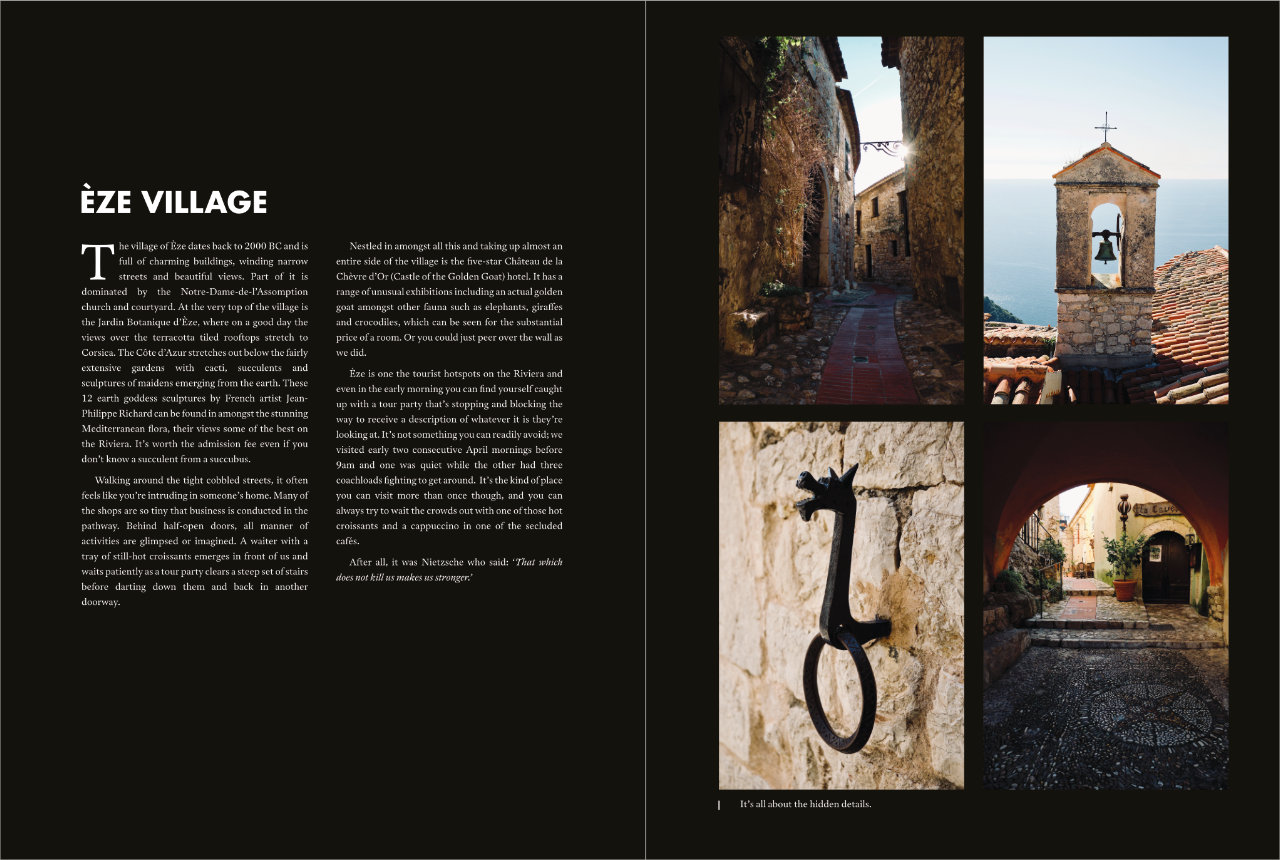 ÈZE VILLAGE
The village of Èze dates back to 2000 BC and is
full of charming buildings, winding narrow
streets and beautiful views. Part of it is
dominated by the Notre-Dame-de-l’Assomption
church and courtyard. At the very top of the village is
the Jardin Botanique d’Èze, where on a good day the
views over the terracotta tiled rooftops stretch to
Corsica. The Côte d’Azur stretches out below the fairly
extensive gardens with cacti, succulents and
sculptures of maidens emerging from the earth. These
12 earth goddess sculptures by French artist Jean-
Philippe Richard can be found in amongst the stunning
Mediterranean flora, their views some of the best on
the Riviera. It’s worth the admission fee even if you
don’t know a succulent from a succubus.
Walking around the tight cobbled streets, it often
feels like you’re intruding in someone’s home. Many of
the shops are so tiny that business is conducted in the
pathway. Behind half-open doors, all manner of
activities are glimpsed or imagined. A waiter with a
tray of still-hot croissants emerges in front of us and
waits patiently as a tour party clears a steep set of stairs
before darting down them and back in another
doorway.
Nestled in amongst all this and taking up almost an
entire side of the village is the five-star Château de la
Chèvre d’Or (Castle of the Golden Goat) hotel. It has a
range of unusual exhibitions including an actual golden
goat amongst other fauna such as elephants, giraffes
and crocodiles, which can be seen for the substantial
price of a room. Or you could just peer over the wall as
we did.
Èze is one the tourist hotspots on the Riviera and
even in the early morning you can find yourself caught
up with a tour party that’s stopping and blocking the
way to receive a description of whatever it is they’re
looking at. It’s not something you can readily avoid; we
visited early two consecutive April mornings before
9am and one was quiet while the other had three
coachloads fighting to get around. It’s the kind of place
you can visit more than once though, and you can
always try to wait the crowds out with one of those hot
croissants and a cappuccino in one of the secluded
cafés.
After all, it was Nietzsche who said: ‘That which
does not kill us makes us stronger.’
It’s all about the hidden details.